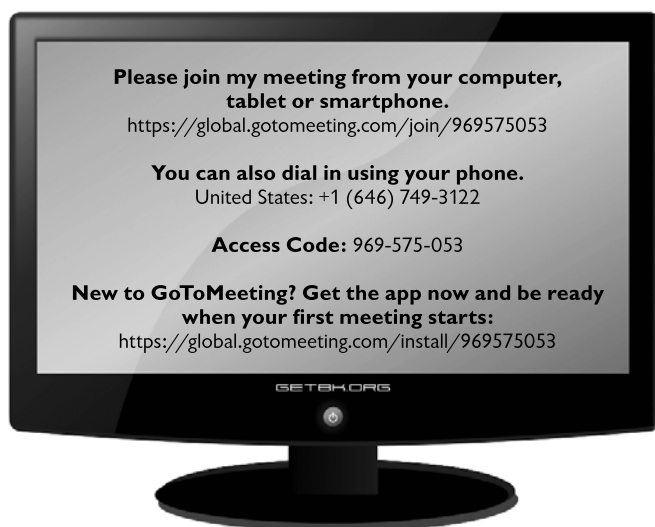 Please join my meeting from your computer,
tablet or smartphone.
https://global.gotomeeting.com/join/969575053
You can also dial in using your phone.
United States: +1 (646) 749-3122
Access Code: 969-575-053
New to GoToMeeting? Get the app now and be ready
when your first meeting starts:
https://global.gotomeeting.com/install/969575053
GETBK.ORG